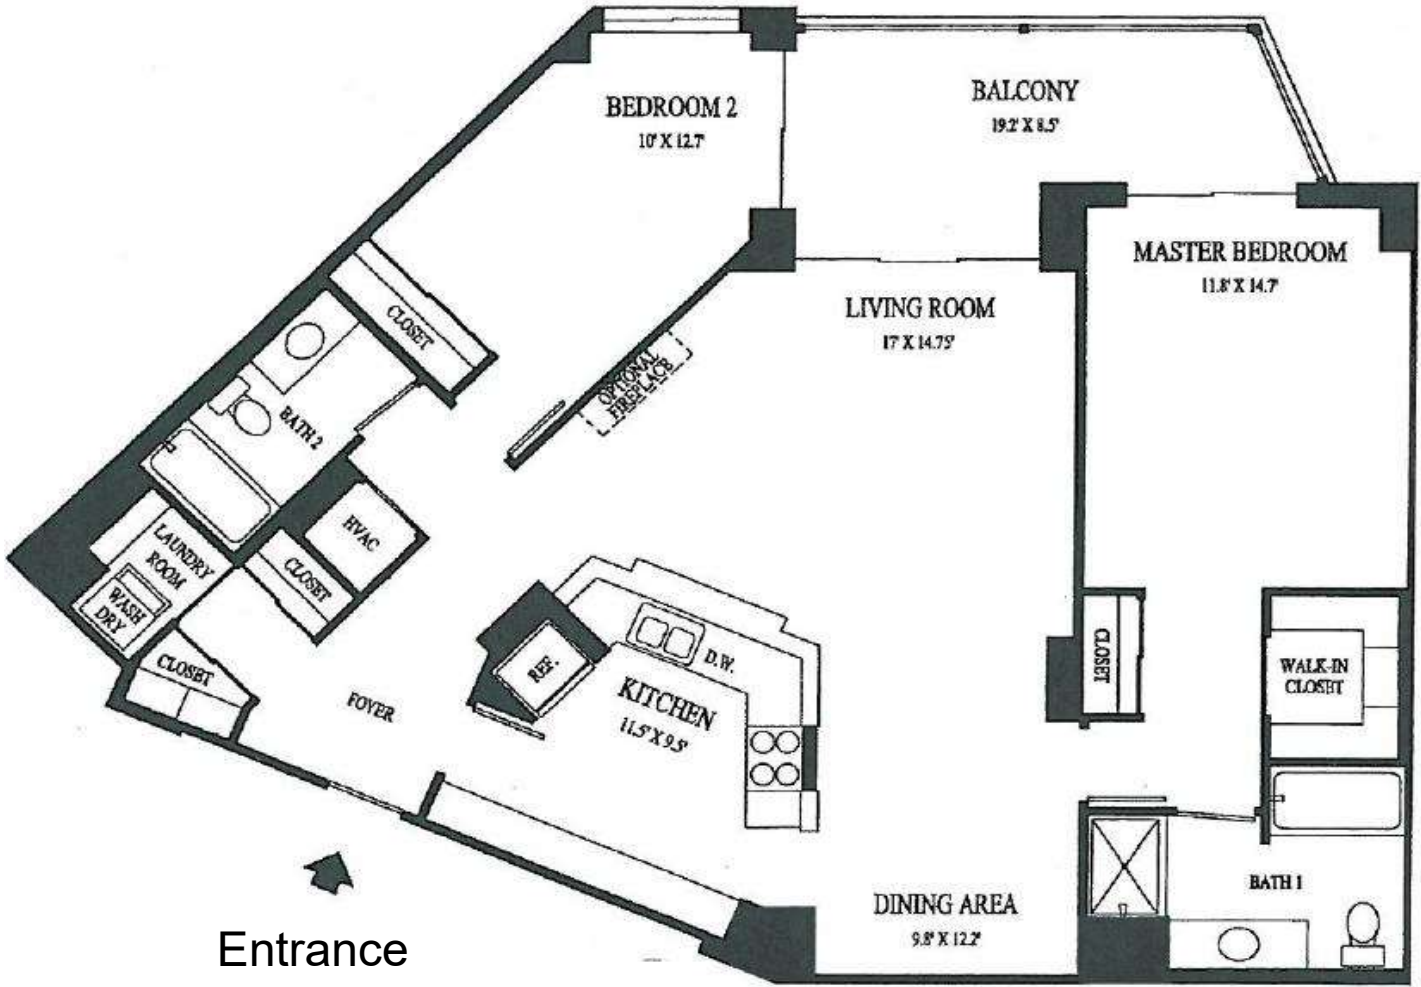 BEDROOM 2
10' X 12.7'
BALCONY
19.2' X 8.5'
MASTER BEDROOM
11.8' X 14.7'
LIVING ROOM
17' X 14.75'
CLOSET
OPTIONAL
FIREPLACE
BATH 2
HVAC
LAUNDRY
ROOM
CLOSET
WASH
DRY
CLOSET
REF.
D.W.
KITCHEN
11.5' X 9.5'
FOYER
CLOSET
WALK-IN
CLOSET
BATH 1
DINING AREA
9.8' X 12.2'
Entrance